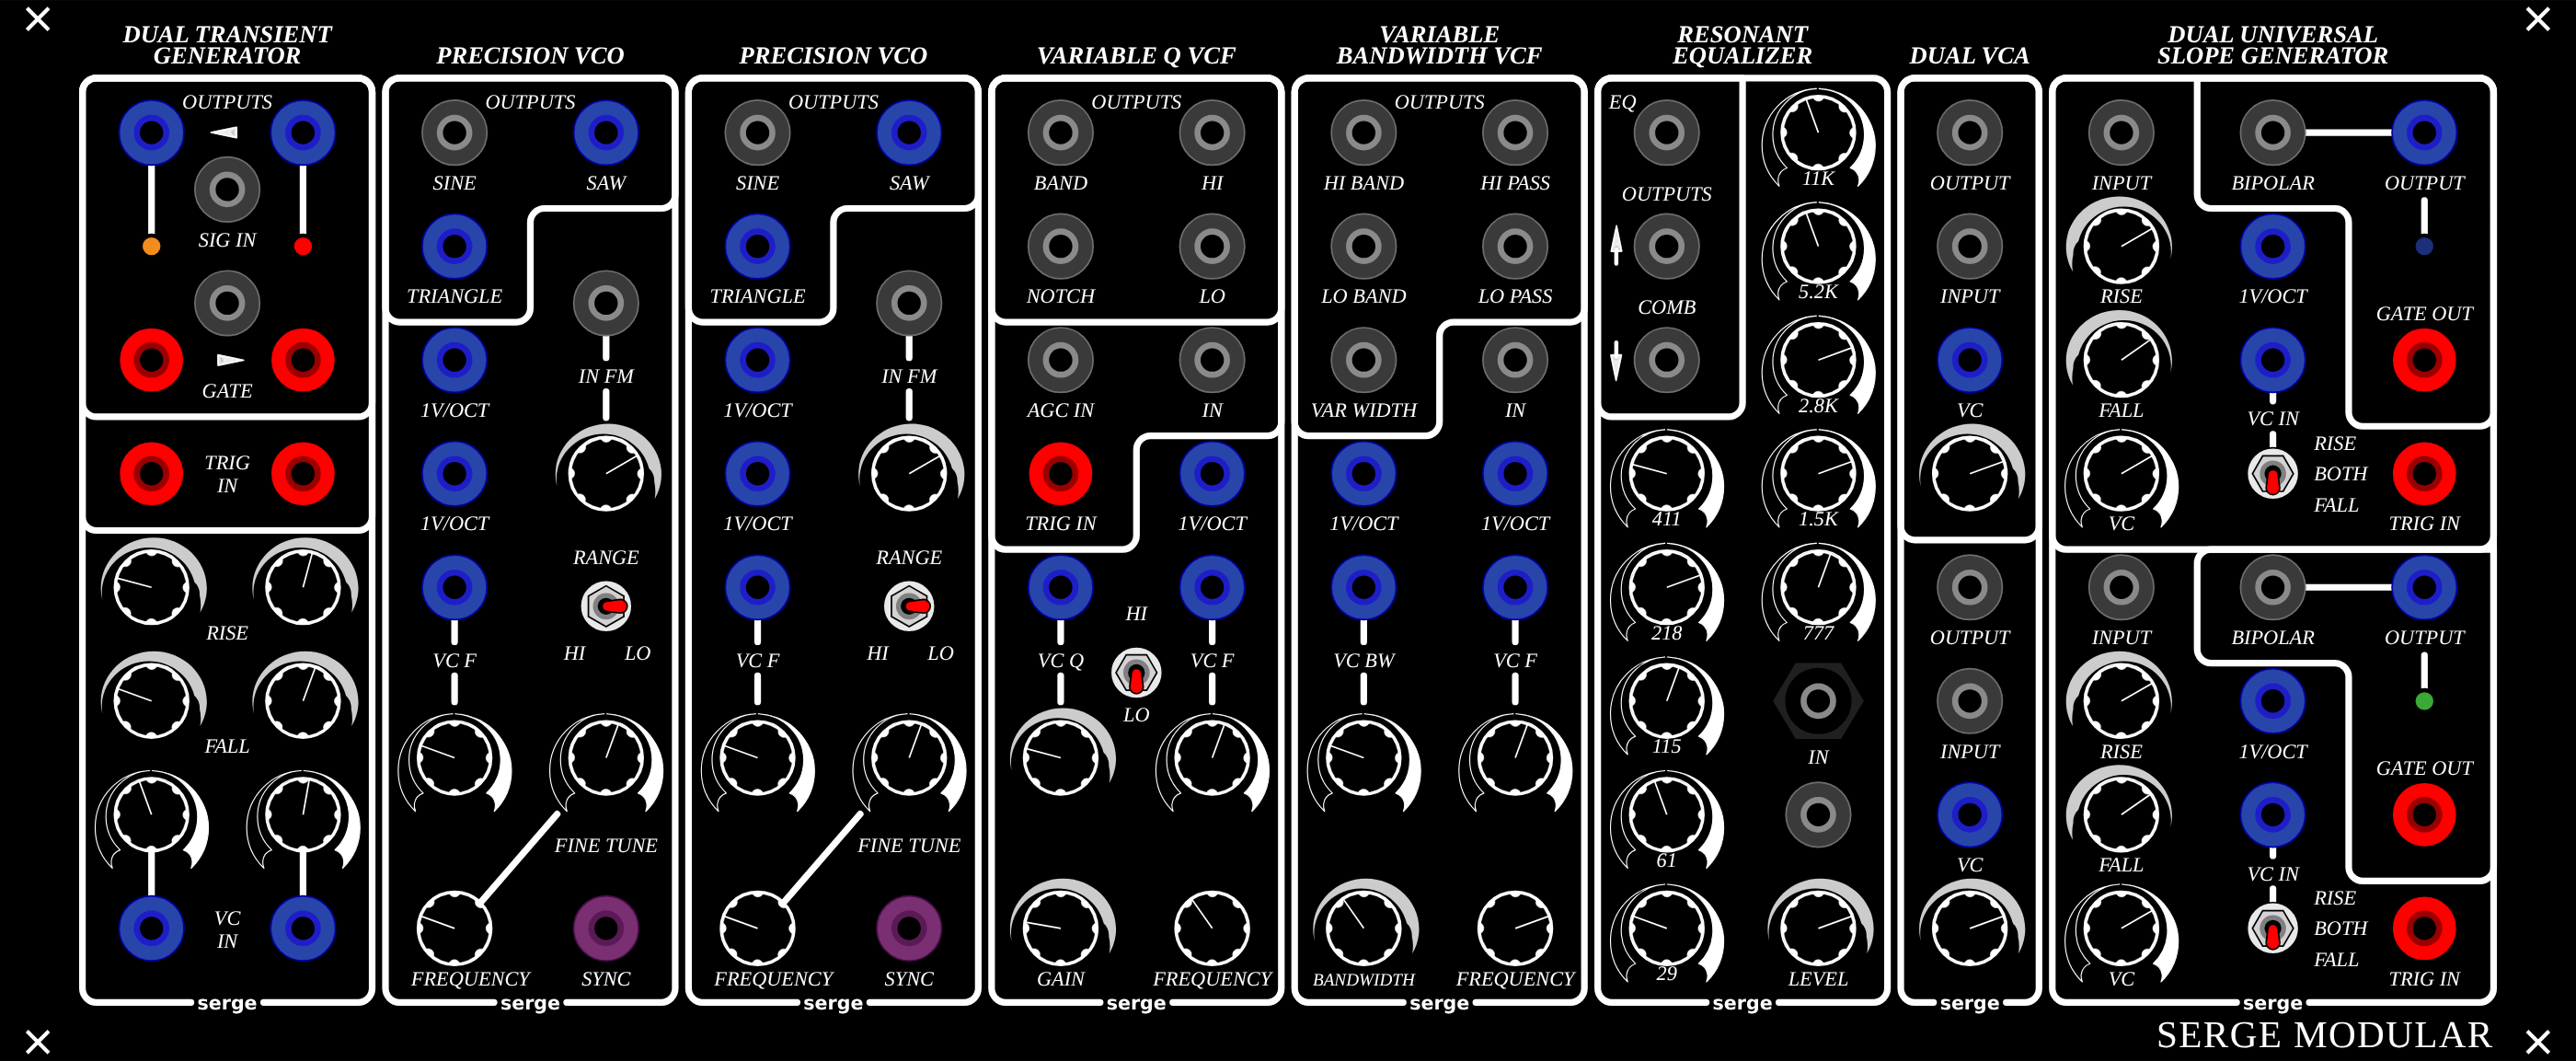 DUAL TRANSIENT
GENERATOR
OUTPUTS
SIG IN
GATE
TRIG
IN
RISE
FALL
VC
IN
serge
PRECISION VCO
OUTPUTS
SINE
SAW
TRIANGLE
IN FM
1V/OCT
1V/OCT
RANGE
HI
LO
VC F
FINE TUNE
FREQUENCY
SYNC
serge
PRECISION VCO
OUTPUTS
SINE
SAW
TRIANGLE
IN FM
1V/OCT
1V/OCT
RANGE
HI
LO
VC F
FINE TUNE
FREQUENCY
SYNC
serge
VARIABLE Q VCF
OUTPUTS
BAND
HI
NOTCH
LO
AGC IN
IN
TRIG IN
1V/OCT
HI
VC Q
VC F
LO
GAIN
FREQUENCY
serge
VARIABLE
BANDWIDTH VCF
OUTPUTS
HI BAND
HI PASS
LO BAND
LO PASS
VAR WIDTH
IN
1V/OCT
1V/OCT
VC BW
VC F
BANDWIDTH
FREQUENCY
serge
RESONANT
EQUALIZER
EQ
11K
OUTPUTS
5.2K
COMB
2.8K
411
1.5K
218
777
115
IN
61
29
LEVEL
serge
DUAL VCA
OUTPUT
INPUT
VC
OUTPUT
INPUT
VC
serge
DUAL UNIVERSAL
SLOPE GENERATOR
INPUT
BIPOLAR
OUTPUT
RISE
1V/OCT
GATE OUT
FALL
VC IN
RISE
BOTH
FALL
VC
TRIG IN
INPUT
BIPOLAR
OUTPUT
RISE
1V/OCT
GATE OUT
FALL
VC IN
RISE
BOTH
FALL
VC
TRIG IN
serge
SERGE MODULAR